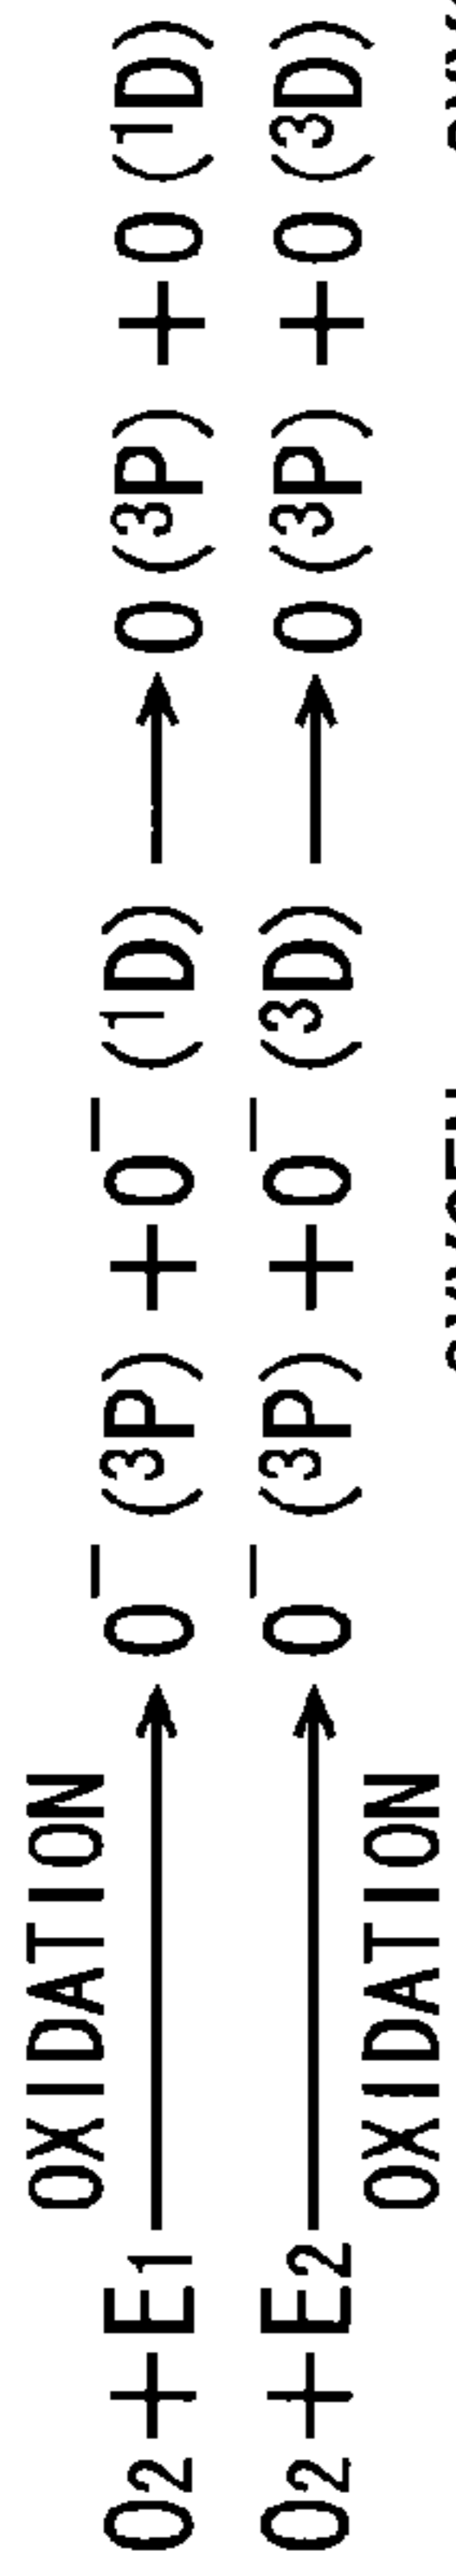 OXIDATION
O₂ + E₁ ⟶ O⁻(³P) + O⁻(¹D) ⟶ O(³P) + O(¹D)
O₂ + E₂ ⟶ O⁻(³P) + O⁻(³D) ⟶ O(³P) + O(³D)
OXIDATION